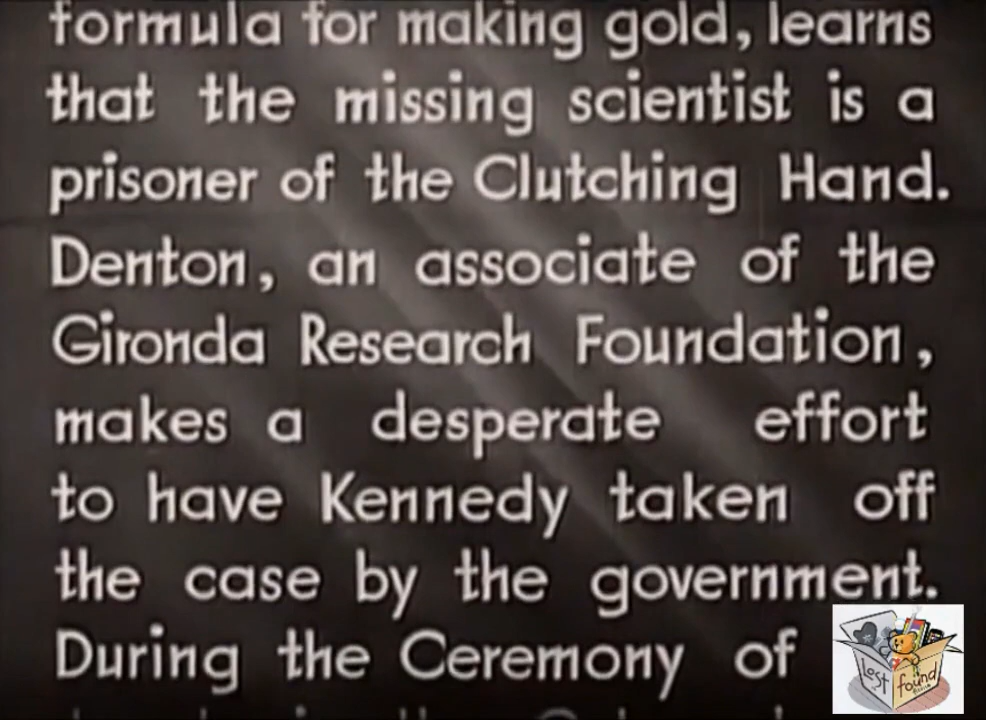 formula for making gold, learns
that the missing scientist is a
prisoner of the Clutching Hand.
Denton, an associate of the
Gironda Research Foundation,
makes a desperate effort
to have Kennedy taken off
the case by the government.
During the Ceremony of
Lost
found